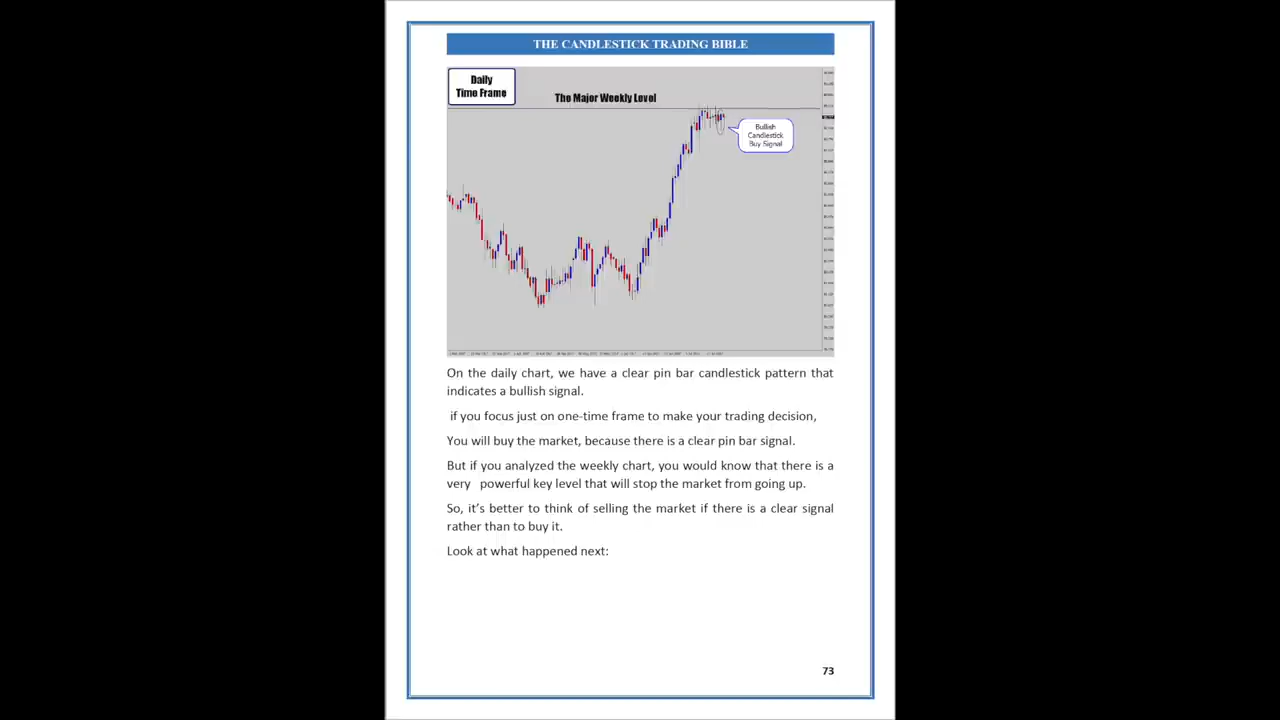 THE CANDLESTICK TRADING BIBLE
Daily
Time Frame
The Major Weekly Level
Bullish
Candlestick
Buy Signal
On the daily chart, we have a clear pin bar candlestick pattern that
indicates a bullish signal.
if you focus just on one-time frame to make your trading decision,
You will buy the market, because there is a clear pin bar signal.
But if you analyzed the weekly chart, you would know that there is a
very powerful key level that will stop the market from going up.
So, it’s better to think of selling the market if there is a clear signal
rather than to buy it.
Look at what happened next:
73